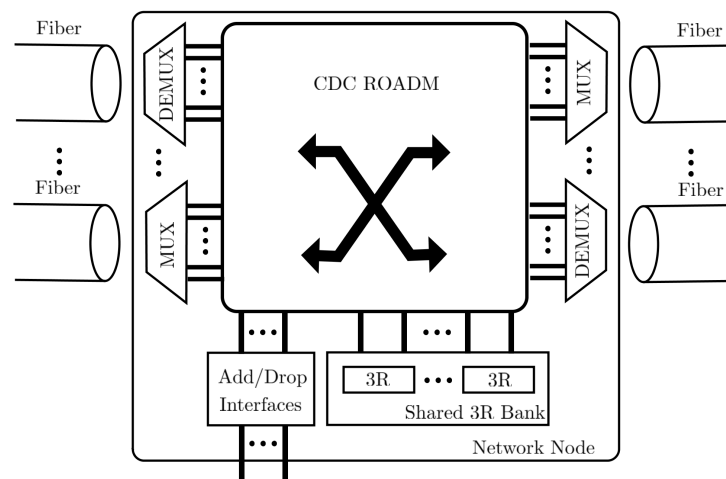 Fiber
Fiber
DEMUX
MUX
CDC ROADM
Fiber
Fiber
MUX
DEMUX
Add/Drop
Interfaces
3R
3R
Shared 3R Bank
Network Node